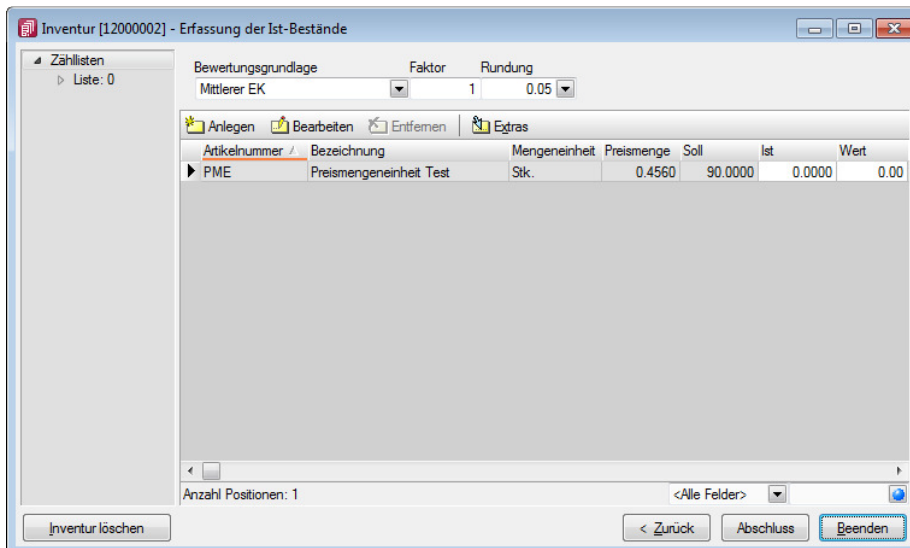 Inventur [12000002] - Erfassung der Ist-Bestände
Zähllisten
Liste: 0
Bewertungsgrundlage Faktor Rundung
Mittlerer EK 1 0.05
Anlegen Bearbeiten Entfernen Extras
Artikelnummer Bezeichnung Mengeneinheit Preismenge Soll Ist Wert
PME Preismengeneinheit Test Stk. 0.4560 90.0000 0.0000 0.00
Anzahl Positionen: 1 <Alle Felder>
Inventur löschen < Zurück Abschluss Beenden